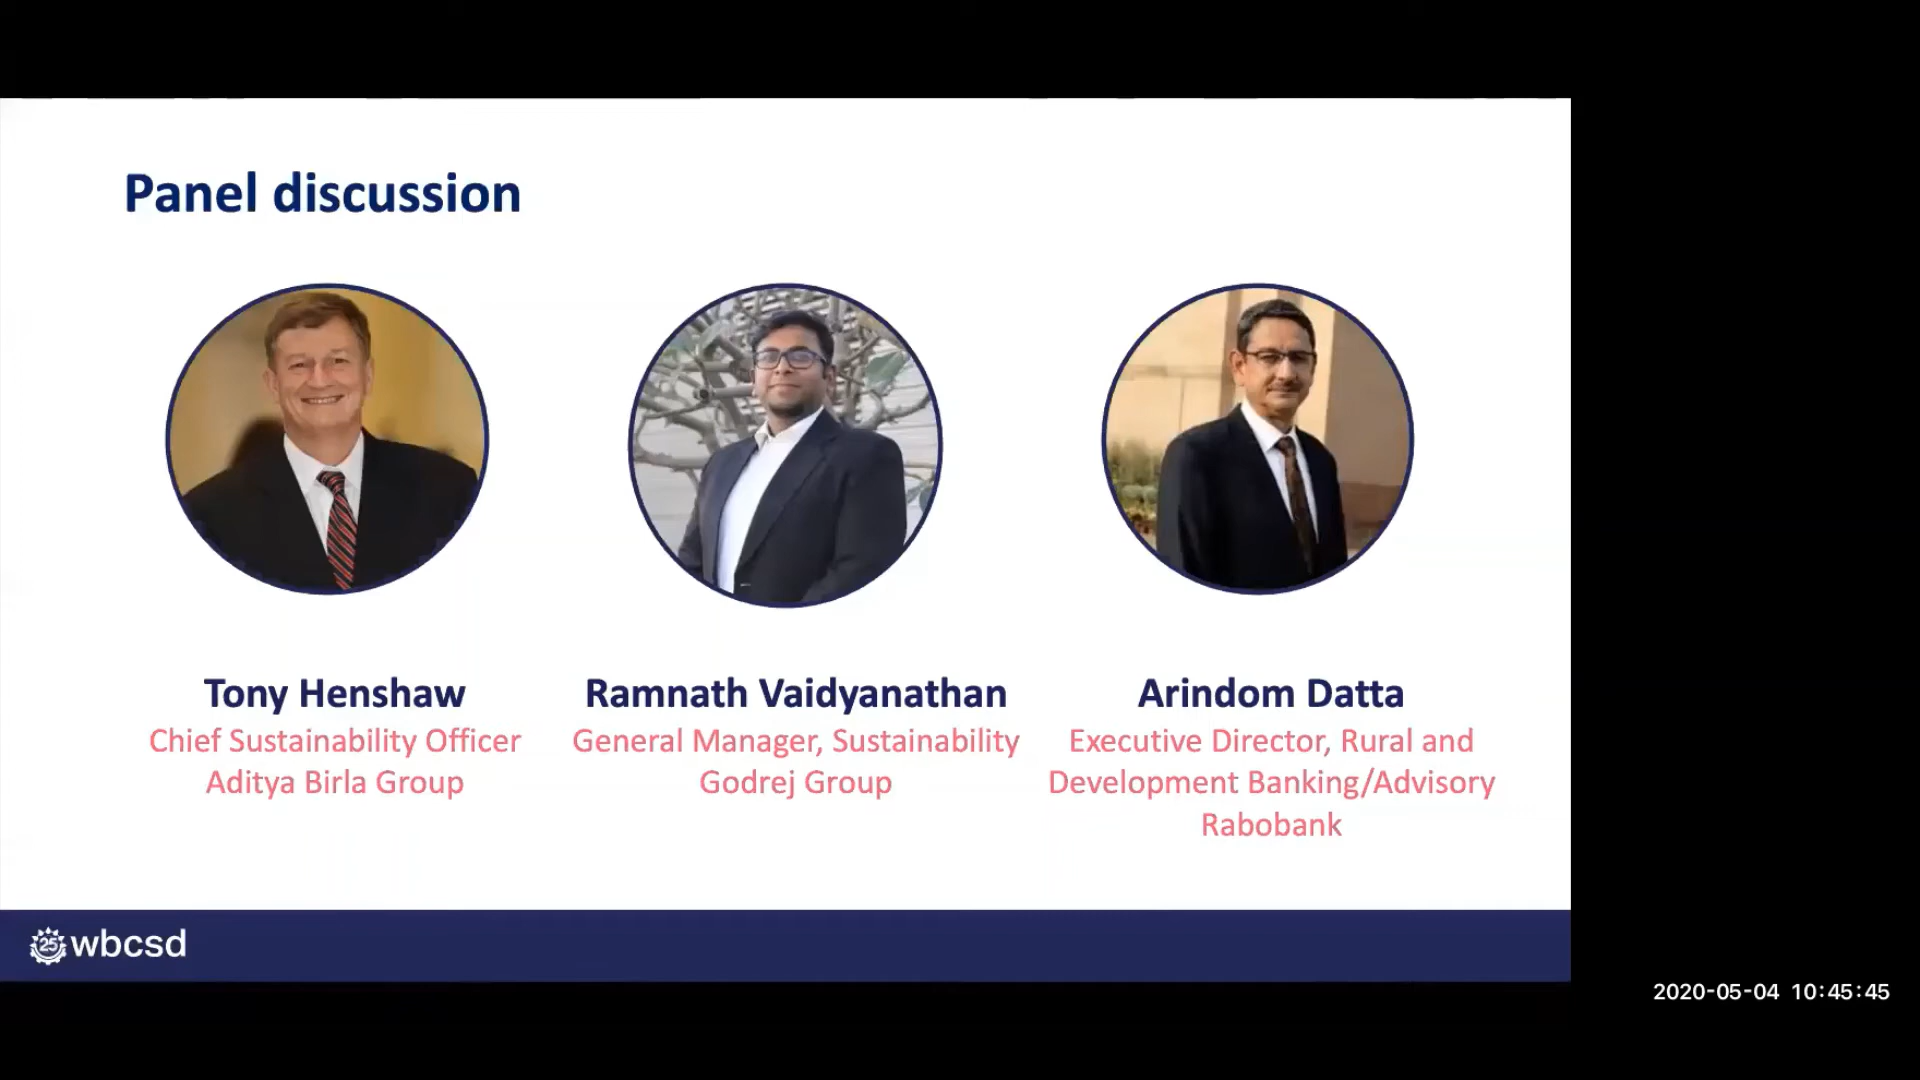 Panel discussion
Tony Henshaw
Chief Sustainability Officer
Aditya Birla Group
Ramnath Vaidyanathan
General Manager, Sustainability
Godrej Group
Arindom Datta
Executive Director, Rural and
Development Banking/Advisory
Rabobank
25 wbcsd
2020-05-04 10:45:45